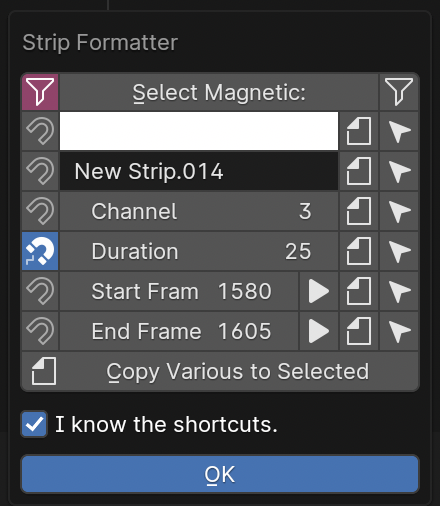 Strip Formatter
Select Magnetic:
New Strip.014
Channel 3
Duration 25
Start Fram 1580
End Frame 1605
Copy Various to Selected
I know the shortcuts.
OK